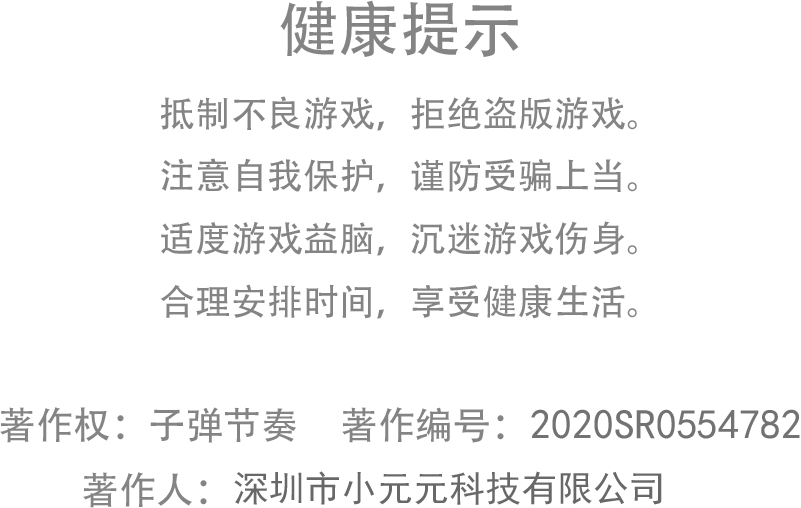 健康提示
抵制不良游戏，拒绝盗版游戏。
注意自我保护，谨防受骗上当。
适度游戏益脑，沉迷游戏伤身。
合理安排时间，享受健康生活。
著作权：子弹节奏 著作编号：2020SR0554782
著作人：深圳市小元元科技有限公司